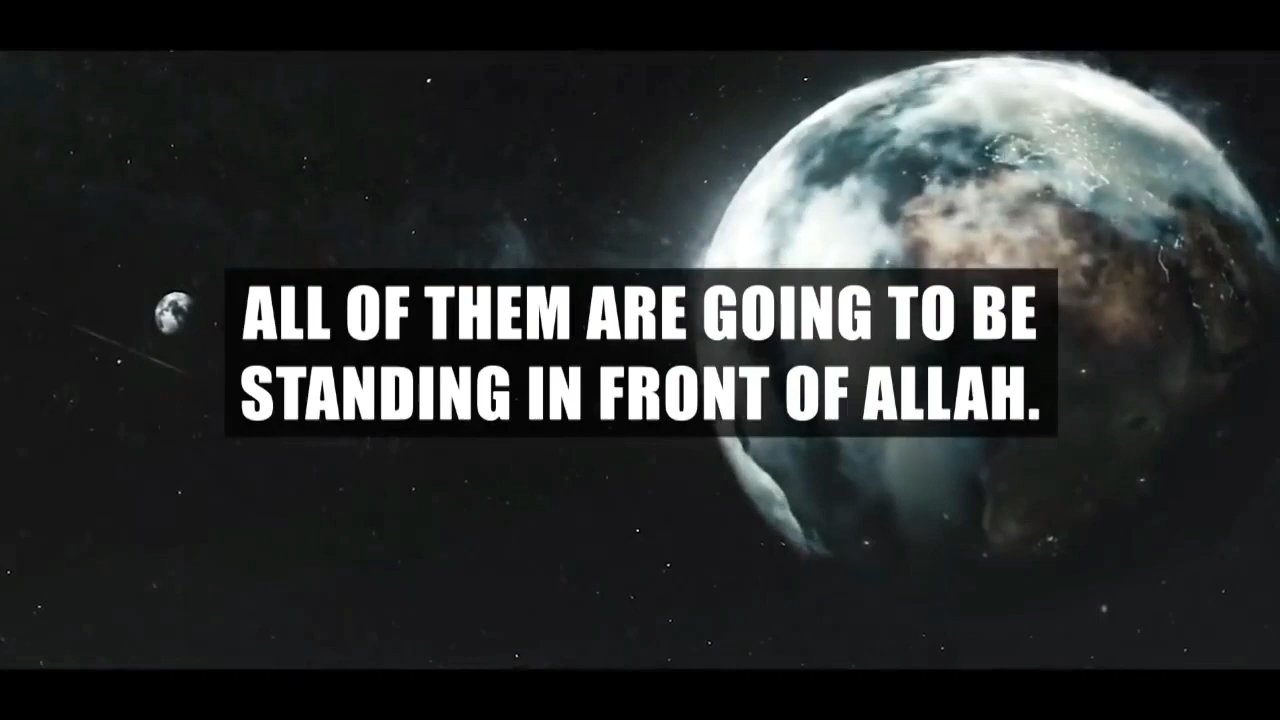 ALL OF THEM ARE GOING TO BE
STANDING IN FRONT OF ALLAH.